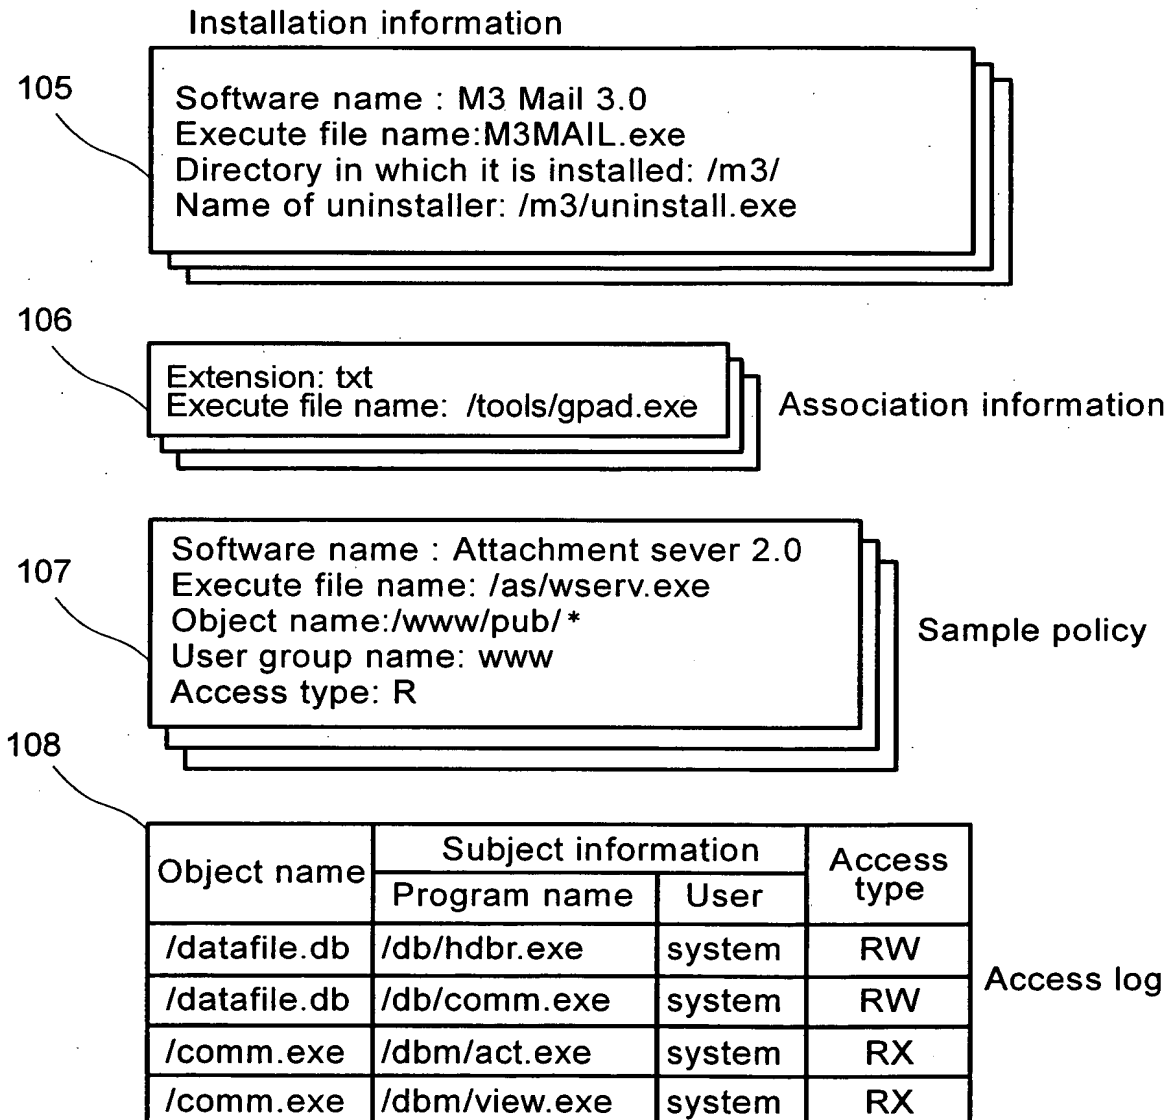 Installation information
105
Software name : M3 Mail 3.0
Execute file name:M3MAIL.exe
Directory in which it is installed: /m3/
Name of uninstaller: /m3/uninstall.exe
106
Extension: txt
Execute file name: /tools/gpad.exe
Association information
107
Software name : Attachment sever 2.0
Execute file name: /as/wserv.exe
Object name:/www/pub/*
User group name: www
Access type: R
Sample policy
108
Object name Subject information Access type
Program name User
/datafile.db /db/hdbr.exe system RW
/datafile.db /db/comm.exe system RW
/comm.exe /dbm/act.exe system RX
/comm.exe /dbm/view.exe system RX
Access log